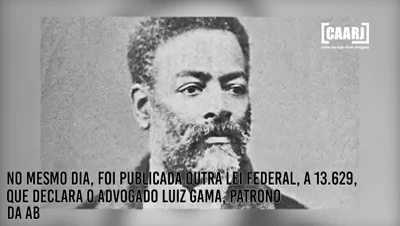 [CAARJ]
NO MESMO DIA, FOI PUBLICADA OUTRA LEI FEDERAL, A 13.629,
QUE DECLARA O ADVOGADO LUIZ GAMA, PATRONO
DA AB